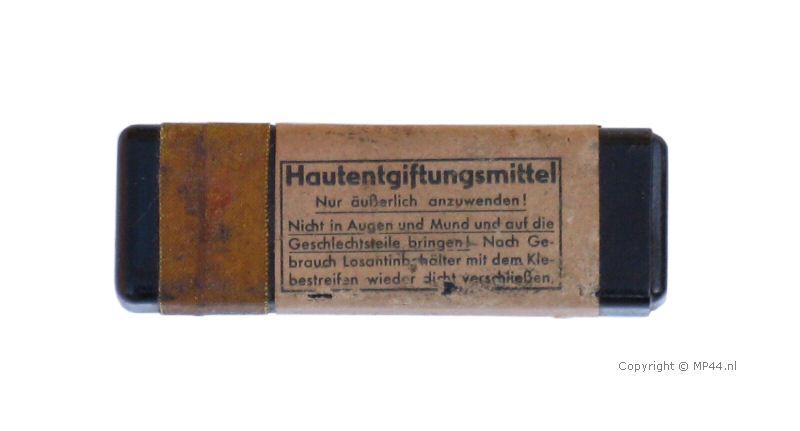 Hautentgiftungsmittel
Nur äußerlich anzuwenden!
Nicht in Augen und Mund und auf die
Geschlechtsteile bringen! Nach Ge-
brauch Losantinbehälter mit dem Kle-
bestreifen wieder dicht verschließen.
Copyright © MP44.nl